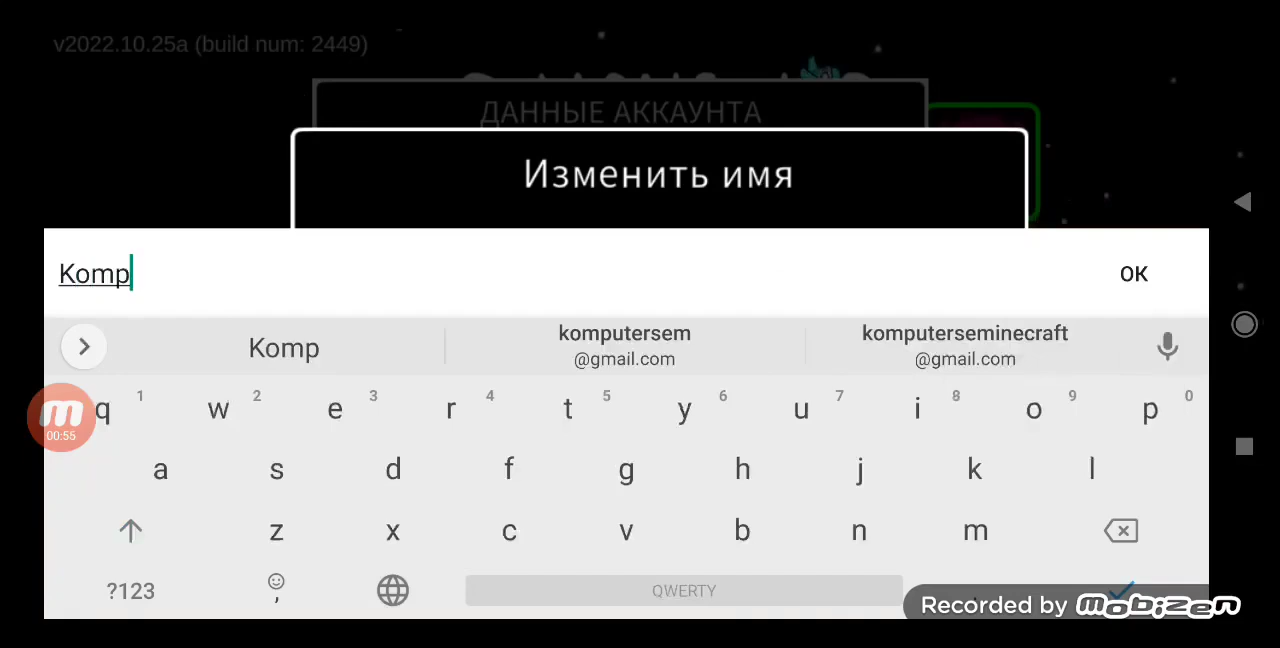 v2022.10.25a (build num: 2449)
ДАННЫЕ АККАУНТА
Изменить имя
Komp
ОК
Komp
komputersem
@gmail.com
komputerseminecraft
@gmail.com
q 1 w 2 e 3 r 4 t 5 y 6 u 7 i 8 o 9 p 0
00:55
a s d f g h j k l
z x c v b n m
?123 , QWERTY .
Recorded by mobizen